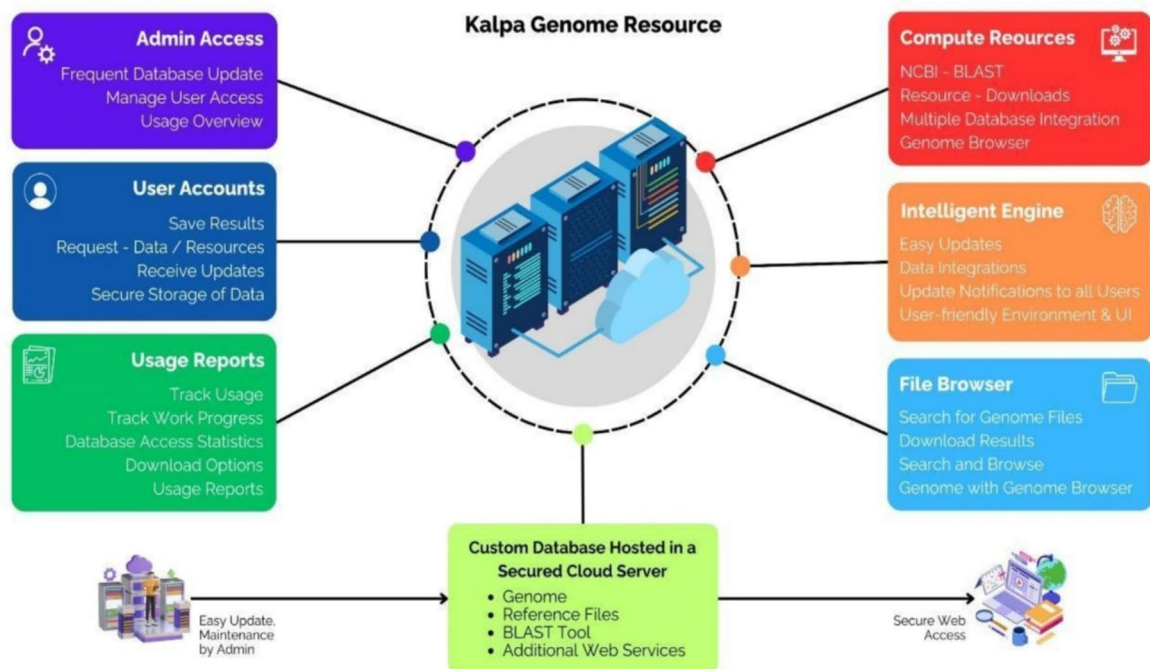 Kalpa Genome Resource
Admin Access
Frequent Database Update
Manage User Access
Usage Overview
User Accounts
Save Results
Request - Data / Resources
Receive Updates
Secure Storage of Data
Usage Reports
Track Usage
Track Work Progress
Database Access Statistics
Download Options
Usage Reports
Compute Reources
NCBI - BLAST
Resource - Downloads
Multiple Database Integration
Genome Browser
Intelligent Engine
Easy Updates
Data Integrations
Update Notifications to all Users
User-friendly Environment & UI
File Browser
Search for Genome Files
Download Results
Search and Browse
Genome with Genome Browser
Easy Update,
Maintenance
by Admin
Custom Database Hosted in a
Secured Cloud Server
• Genome
• Reference Files
• BLAST Tool
• Additional Web Services
Secure Web
Access